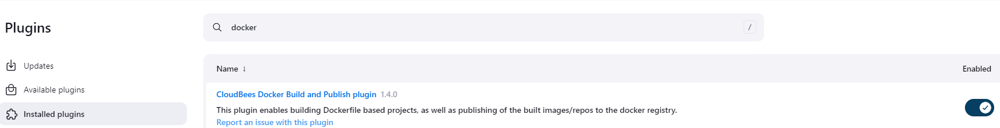 Plugins
docker
/
Updates
Available plugins
Installed plugins
Name ↓
Enabled
CloudBees Docker Build and Publish plugin 1.4.0
This plugin enables building Dockerfile based projects, as well as publishing of the built images/repos to the docker registry.
Report an issue with this plugin